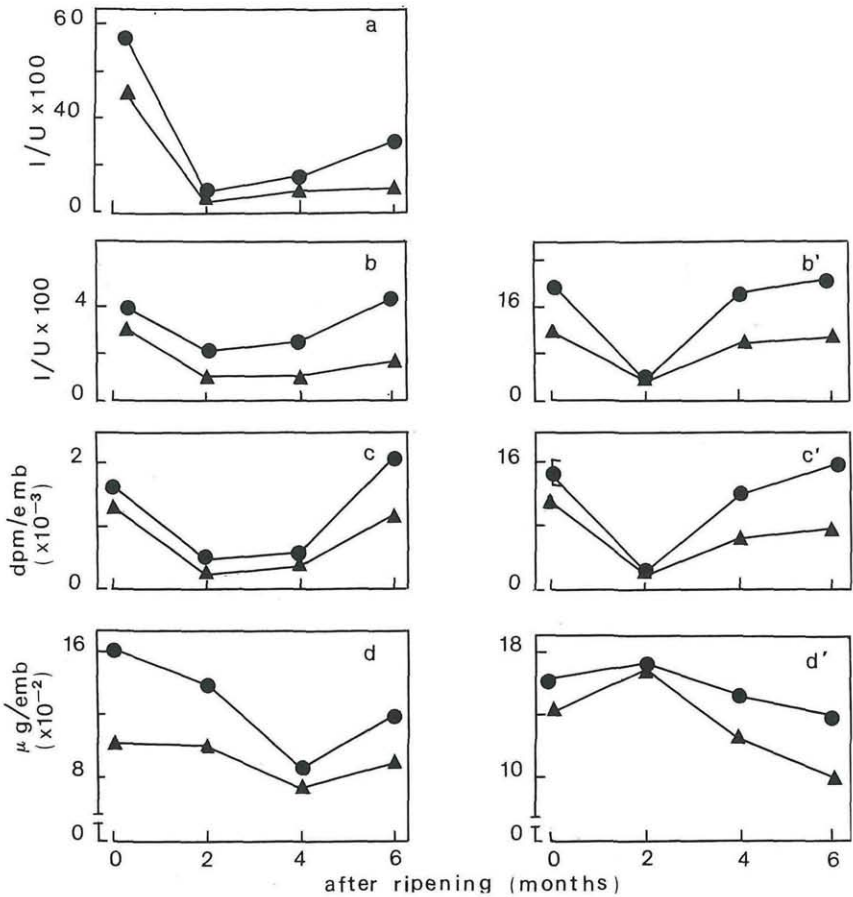 a
60
40
20
0
I/U x 100
b
4
0
I/U x 100
b'
16
0
c
2
0
dpm/emb
(x10⁻³)
c'
16
0
d
16
8
0
μg/emb
(x10⁻²)
d'
18
10
0
0 2 4 6
0 2 4 6
after ripening (months)